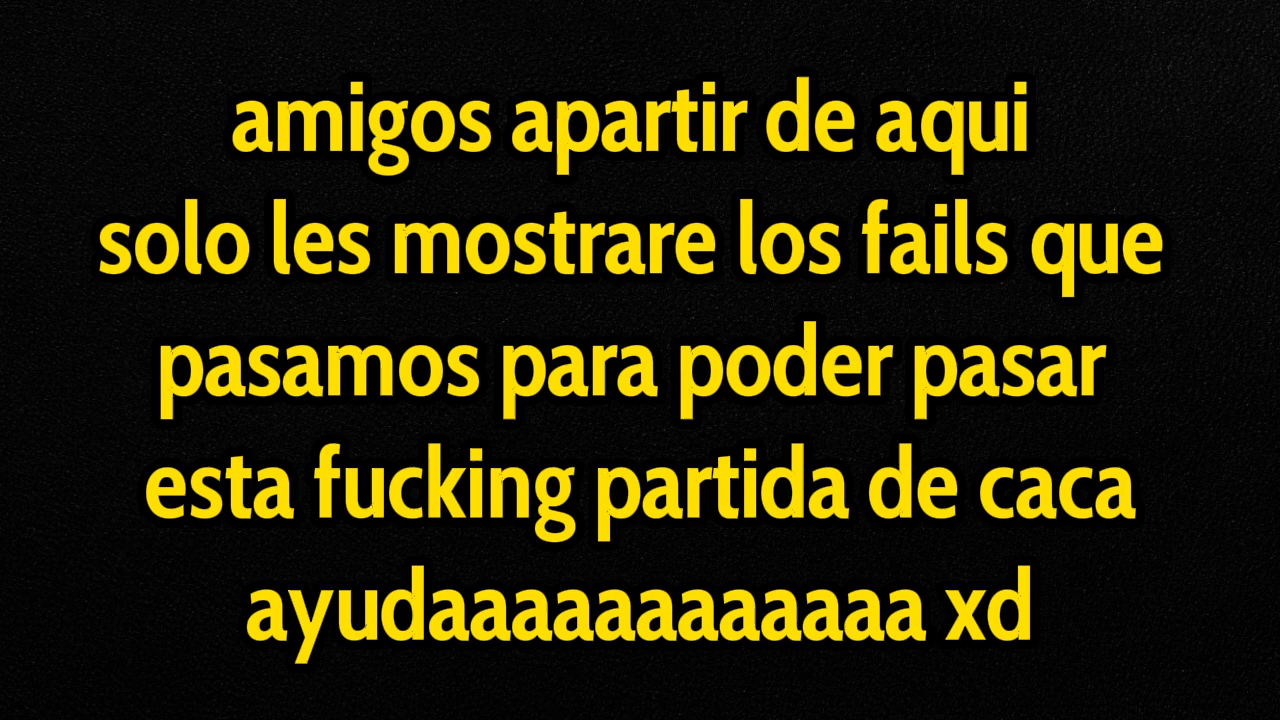 amigos apartir de aqui
solo les mostrare los fails que
pasamos para poder pasar
esta fucking partida de caca
ayudaaaaaaaaaaaaa xd